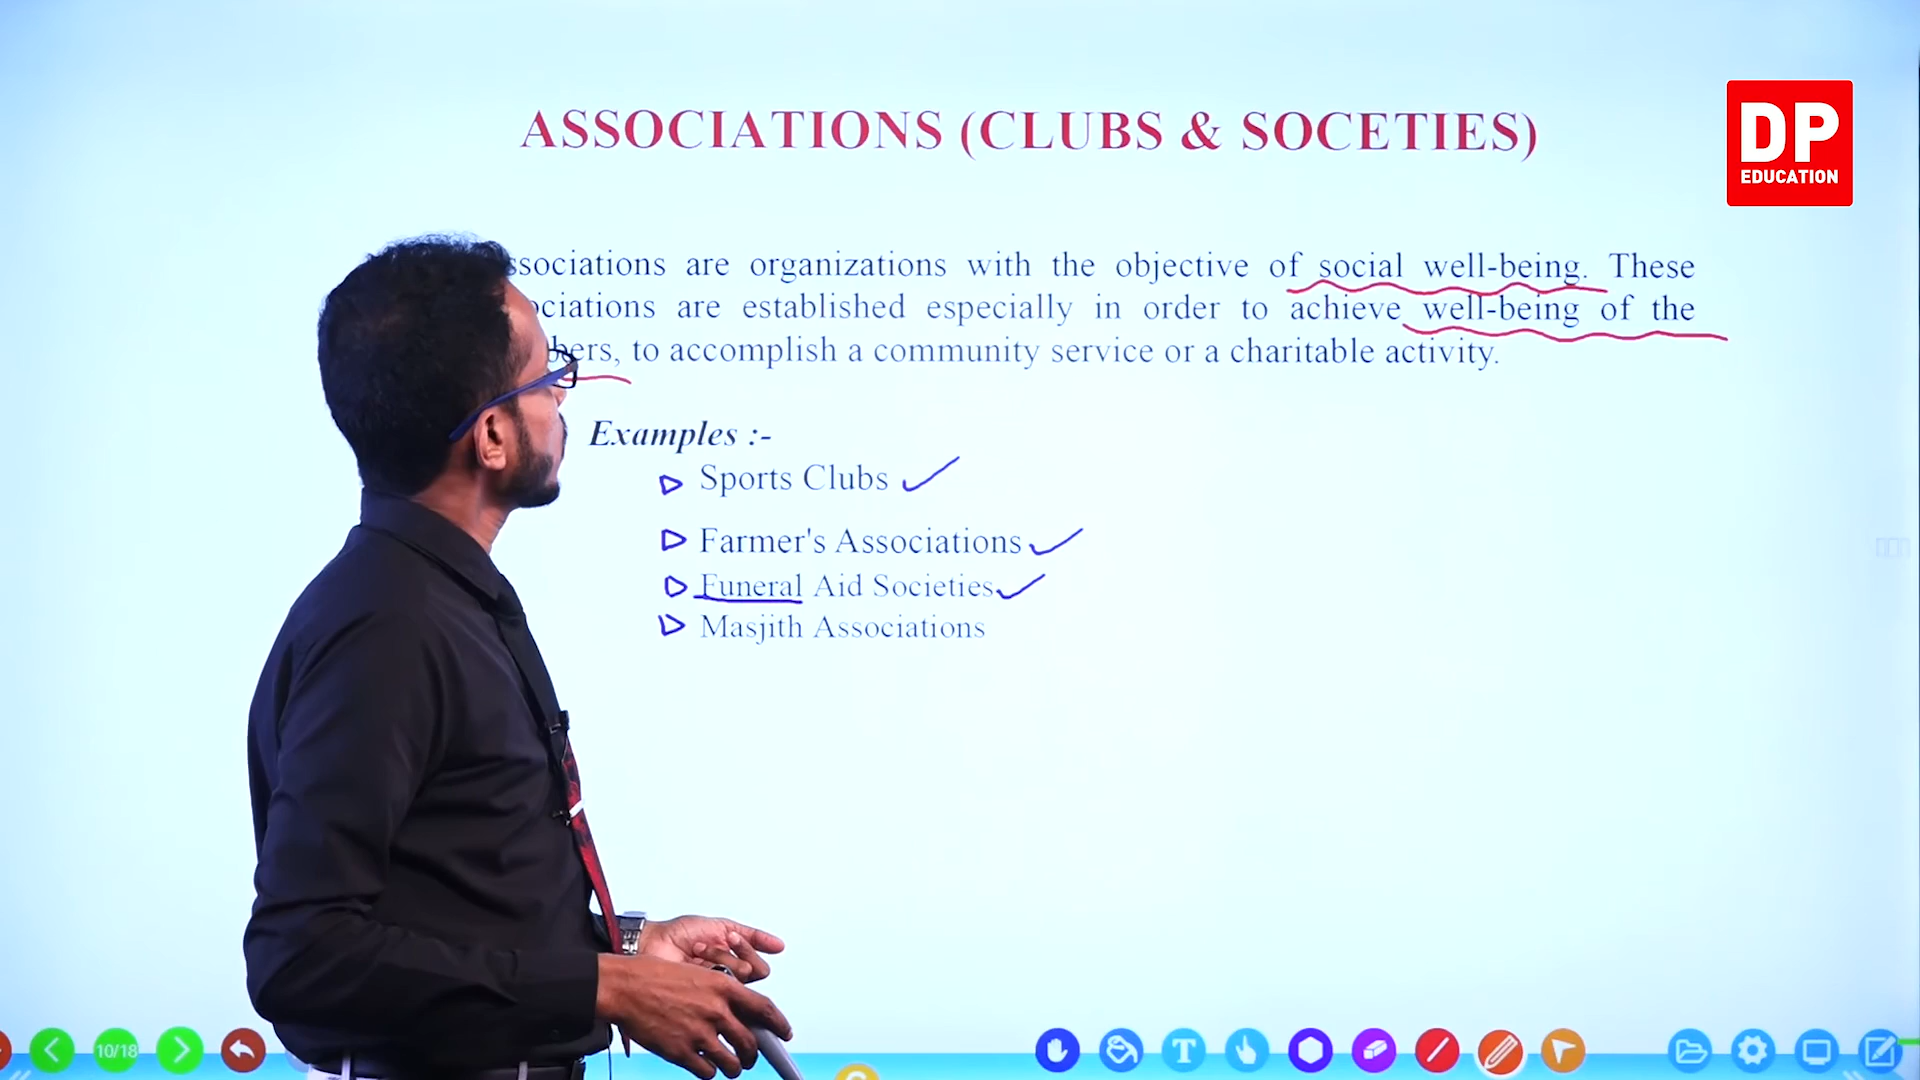 ASSOCIATIONS (CLUBS & SOCETIES)
DP
EDUCATION
ssociations are organizations with the objective of social well-being. These
ociations are established especially in order to achieve well-being of the
bers, to accomplish a community service or a charitable activity.
Examples :-
Sports Clubs
Farmer's Associations
Funeral Aid Societies
Masjith Associations
10/18
T